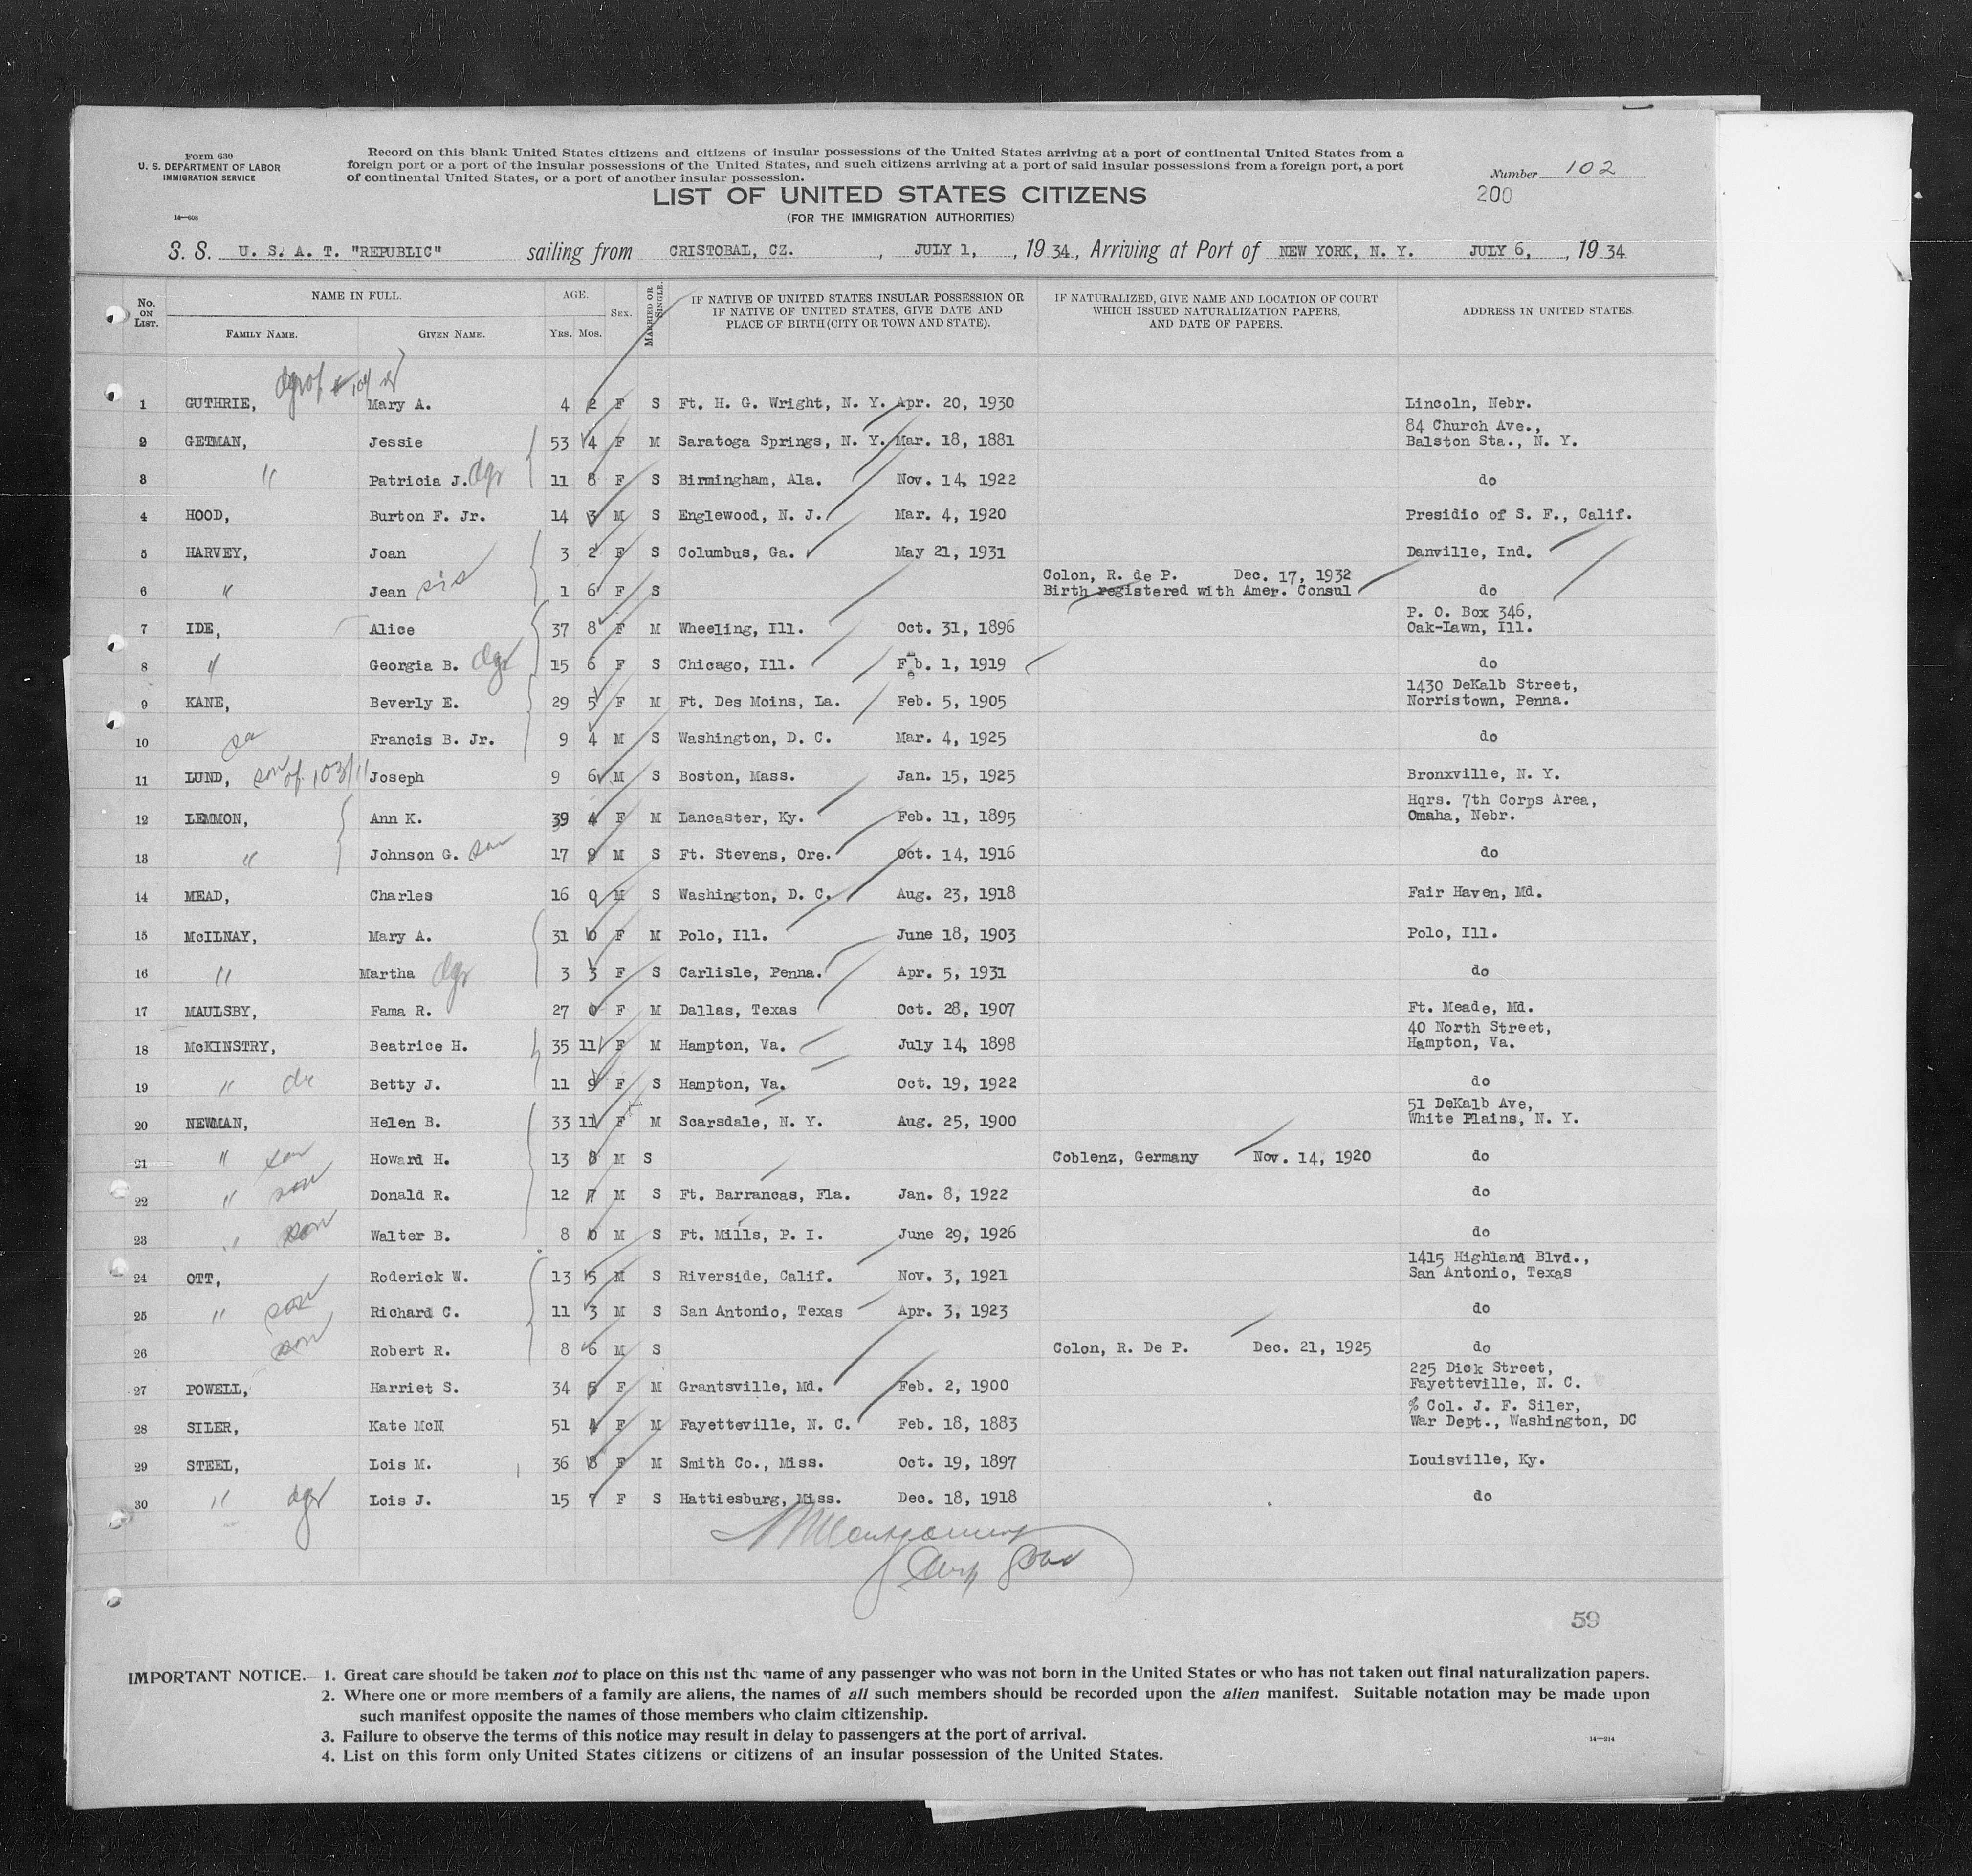 Form 630
U. S. DEPARTMENT OF LABOR
IMMIGRATION SERVICE
14—608
Record on this blank United States citizens and citizens of insular possessions of the United States arriving at a port of continental United States from a
foreign port or a port of the insular possessions of the United States, and such citizens arriving at a port of said insular possessions from a foreign port, a port
of continental United States, or a port of another insular possession.
Number 102
200
LIST OF UNITED STATES CITIZENS
(FOR THE IMMIGRATION AUTHORITIES)
S. S. U. S. A. T. "REPUBLIC" sailing from CRISTOBAL, CZ. , JULY 1, , 19 34, Arriving at Port of NEW YORK, N. Y. JULY 6, , 19 34
No. ON LIST. NAME IN FULL. FAMILY NAME. GIVEN NAME. AGE. YRS. MOS. SEX. MARRIED OR SINGLE. IF NATIVE OF UNITED STATES INSULAR POSSESSION OR IF NATIVE OF UNITED STATES, GIVE DATE AND PLACE OF BIRTH (CITY OR TOWN AND STATE). IF NATURALIZED, GIVE NAME AND LOCATION OF COURT WHICH ISSUED NATURALIZATION PAPERS, AND DATE OF PAPERS. ADDRESS IN UNITED STATES.
1 GUTHRIE, dgr of Mary A. 4 2 F S Ft. H. G. Wright, N. Y. Apr. 20, 1930 Lincoln, Nebr.
2 GETMAN, Jessie 53 4 F M Saratoga Springs, N. Y. Mar. 18, 1881 84 Church Ave., Balston Sta., N. Y.
3 " Patricia J. dgr 11 8 F S Birmingham, Ala. Nov. 14, 1922 do
4 HOOD, Burton F. Jr. 14 3 M S Englewood, N. J. Mar. 4, 1920 Presidio of S. F., Calif.
5 HARVEY, Joan 3 2 F S Columbus, Ga. May 21, 1931 Danville, Ind.
6 " Jean sis 1 6 F S Colon, R. de P. Dec. 17, 1932 Birth registered with Amer. Consul do
7 IDE, Alice 37 8 F M Wheeling, Ill. Oct. 31, 1896 P. O. Box 346, Oak-Lawn, Ill.
8 " Georgia B. dgr 15 6 F S Chicago, Ill. Feb. 1, 1919 do
9 KANE, Beverly E. 29 5 F M Ft. Des Moins, La. Feb. 5, 1905 1430 DeKalb Street, Norristown, Penna.
10 Francis B. Jr. 9 4 M S Washington, D. C. Mar. 4, 1925 do
11 LUND, son of 103/11 Joseph 9 6 M S Boston, Mass. Jan. 15, 1925 Bronxville, N. Y.
12 LEMMON, Ann K. 39 4 F M Lancaster, Ky. Feb. 11, 1895 Hqrs. 7th Corps Area, Omaha, Nebr.
13 " Johnson G. son 17 9 M S Ft. Stevens, Ore. Oct. 14, 1916 do
14 MEAD, Charles 16 0 M S Washington, D. C. Aug. 23, 1918 Fair Haven, Md.
15 McILNAY, Mary A. 31 0 F M Polo, Ill. June 18, 1903 Polo, Ill.
16 " Martha dgr 3 3 F S Carlisle, Penna. Apr. 5, 1931 do
17 MAULSBY, Fama R. 27 0 F M Dallas, Texas Oct. 28, 1907 Ft. Meade, Md.
18 McKINSTRY, Beatrice H. 35 11 F M Hampton, Va. July 14, 1898 40 North Street, Hampton, Va.
19 " Betty J. 11 9 F S Hampton, Va. Oct. 19, 1922 do
20 NEWMAN, Helen B. 33 11 F M Scarsdale, N. Y. Aug. 25, 1900 51 DeKalb Ave, White Plains, N. Y.
21 " son Howard H. 13 8 M S Coblenz, Germany Nov. 14, 1920 do
22 " son Donald R. 12 7 M S Ft. Barrancas, Fla. Jan. 8, 1922 do
23 " son Walter B. 8 0 M S Ft. Mills, P. I. June 29, 1926 do
24 OTT, Roderick W. 13 5 M S Riverside, Calif. Nov. 3, 1921 1415 Highland Blvd., San Antonio, Texas
25 " son Richard C. 11 3 M S San Antonio, Texas Apr. 3, 1923 do
26 son Robert R. 8 6 M S Colon, R. De P. Dec. 21, 1925 do
27 POWELL, Harriet S. 34 5 F M Grantsville, Md. Feb. 2, 1900 225 Dick Street, Fayetteville, N. C.
28 SILER, Kate McN 51 4 F M Fayetteville, N. C. Feb. 18, 1883 % Col. J. F. Siler, War Dept., Washington, DC
29 STEEL, Lois M. 36 8 F M Smith Co., Miss. Oct. 19, 1897 Louisville, Ky.
30 " dgr Lois J. 15 7 F S Hattiesburg, Miss. Dec. 18, 1918 do
59
IMPORTANT NOTICE.—1. Great care should be taken not to place on this list the name of any passenger who was not born in the United States or who has not taken out final naturalization papers.
2. Where one or more members of a family are aliens, the names of all such members should be recorded upon the alien manifest. Suitable notation may be made upon
such manifest opposite the names of those members who claim citizenship.
3. Failure to observe the terms of this notice may result in delay to passengers at the port of arrival.
4. List on this form only United States citizens or citizens of an insular possession of the United States.
14—314